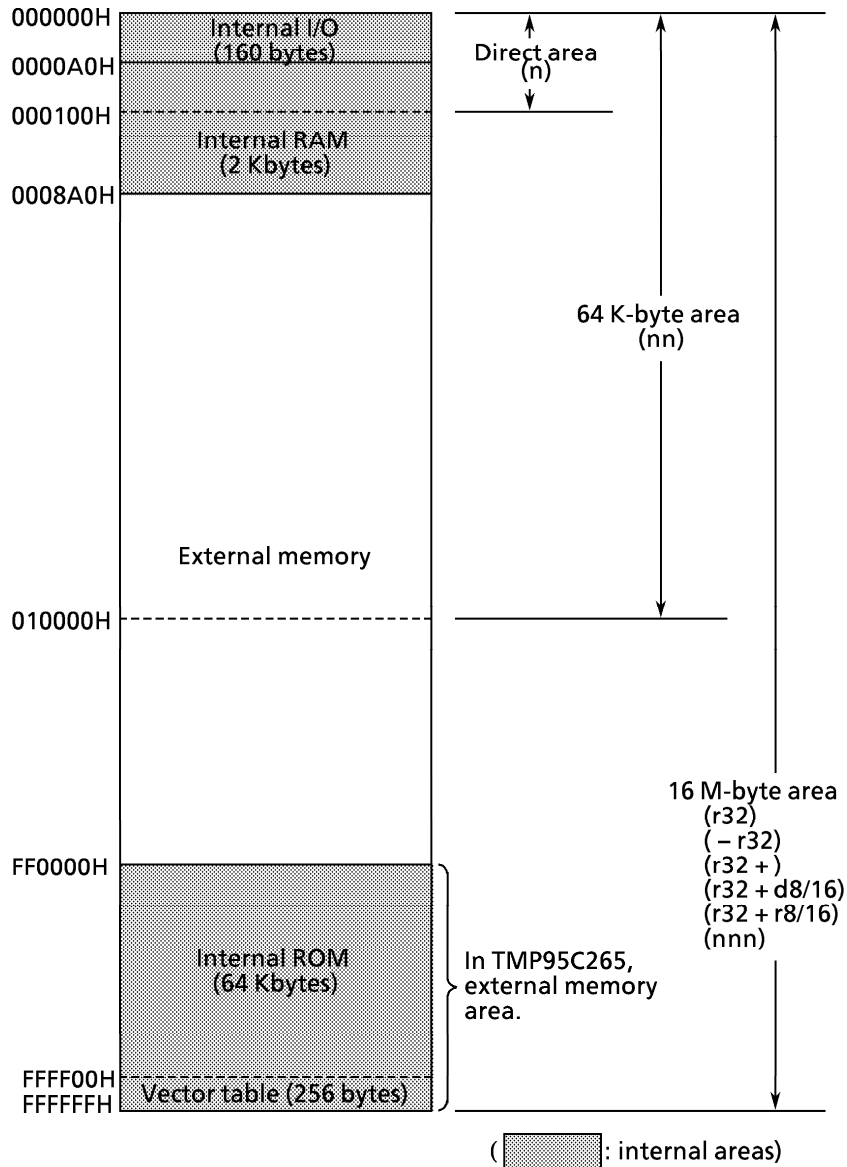 000000H
Internal I/O
(160 bytes)
0000A0H
Direct area
(n)
000100H
Internal RAM
(2 Kbytes)
0008A0H
64 K-byte area
(nn)
External memory
010000H
16 M-byte area
(r32)
( – r32)
(r32 + )
(r32 + d8/16)
(r32 + r8/16)
(nnn)
FF0000H
Internal ROM
(64 Kbytes)
In TMP95C265,
external memory
area.
FFFF00H
Vector table (256 bytes)
FFFFFFH
( : internal areas)